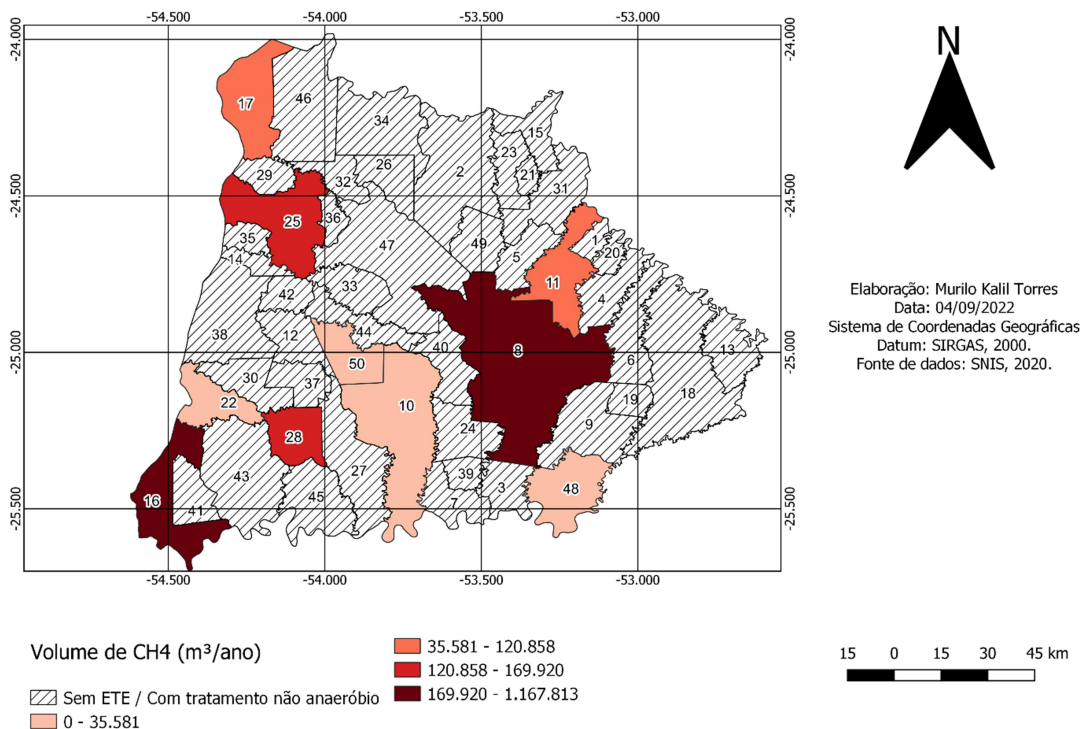 -54.500 -54.000 -53.500 -53.000
-24.000 -24.000
N
17 46
34
15
23
29 26 2
32 21
31
-24.500 -24.500
25 36
35 47 49 1
5 20
14
11
42 33 4
Elaboração: Murilo Kalil Torres
Data: 04/09/2022
Sistema de Coordenadas Geográficas
Datum: SIRGAS, 2000.
Fonte de dados: SNIS, 2020.
38 12 44
40
-25.000 8 13 -25.000
50 6
30 37
22 10 19 18
28 24 9
43 27 39
48
16 45 7 3
41
-25.500 -25.500
-54.500 -54.000 -53.500 -53.000
Volume de CH4 (m³/ano)
Sem ETE / Com tratamento não anaeróbio
0 - 35.581
35.581 - 120.858
120.858 - 169.920
169.920 - 1.167.813
15 0 15 30 45 km